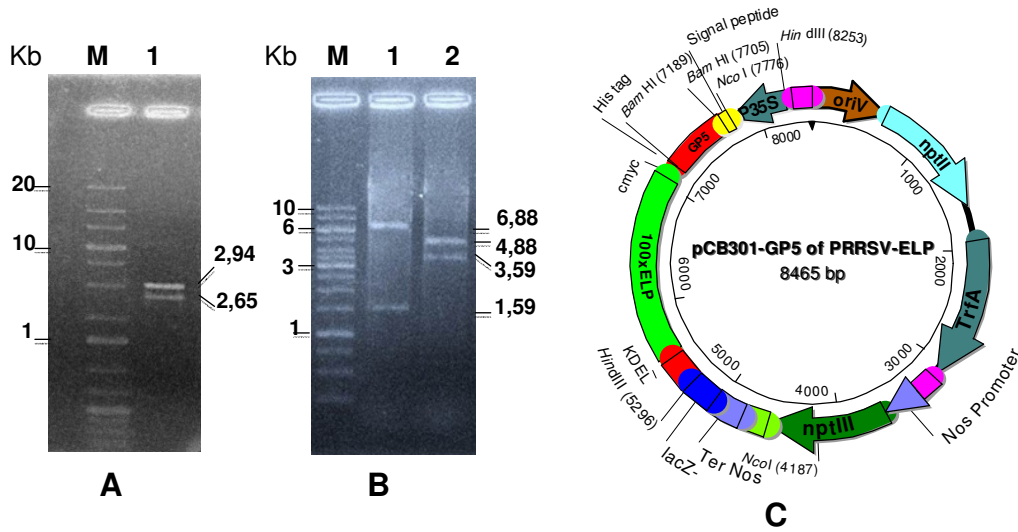 Kb M 1
20
10
1
2,94
2,65
A
Kb M 1 2
10
6
3
1
6,88
4,88
3,59
1,59
B
Signal peptide
Hin dIII (8253)
Bam HI (7705)
Nco I (7776)
Bam HI (7189)
His tag
cmyc
P35S
oriV
GP5
nptII
100xELP
TrfA
8000
1000
7000
2000
6000
3000
5000
4000
pCB301-GP5 of PRRSV-ELP
8465 bp
KDEL
HindIII (5296)
lacZ-
Ter Nos
NcoI (4187)
nptIII
Nos Promoter
C